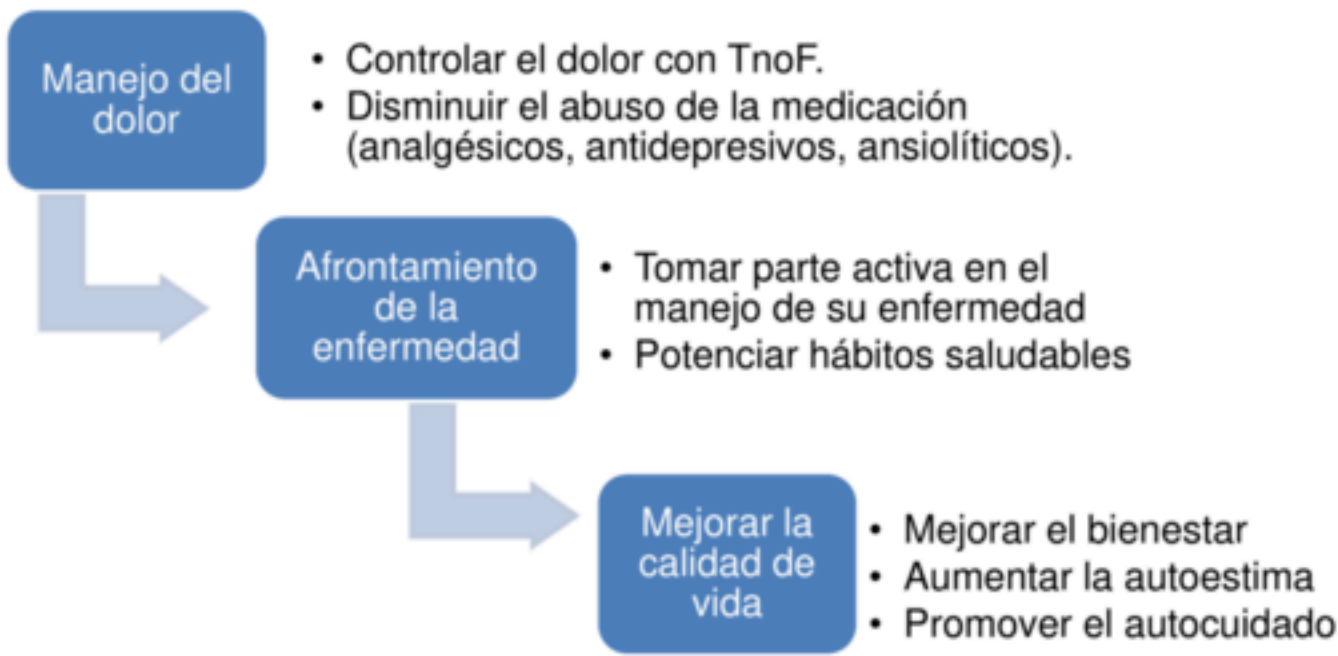 Manejo del
dolor
• Controlar el dolor con TnoF.
• Disminuir el abuso de la medicación
(analgésicos, antidepresivos, ansiolíticos).
Afrontamiento
de la
enfermedad
• Tomar parte activa en el
manejo de su enfermedad
• Potenciar hábitos saludables
Mejorar la
calidad de
vida
• Mejorar el bienestar
• Aumentar la autoestima
• Promover el autocuidado